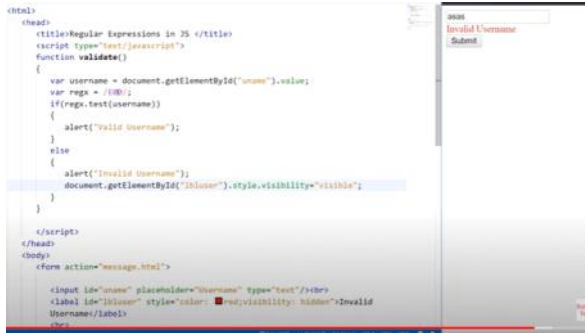 <html>
<head>
<title>Regular Expressions in JS </title>
<script type="text/javascript">
function validate()
{
var username = document.getElementById("uname").value;
var regx =
if(regx.test(username))
{
alert("Valid Username");
}
else
{
alert("Invalid Username");
document.getElementById("lbluser").style.visibility="visible";
}
}
</script>
</head>
<body>
<form action="message.html">
<input id="uname" placeholder="Username" type="text"/><br>
<label id="lbluser" style="color: red;visibility: hidden">Invalid
Username</label>
<br>
asas
Invalid Username
Submit